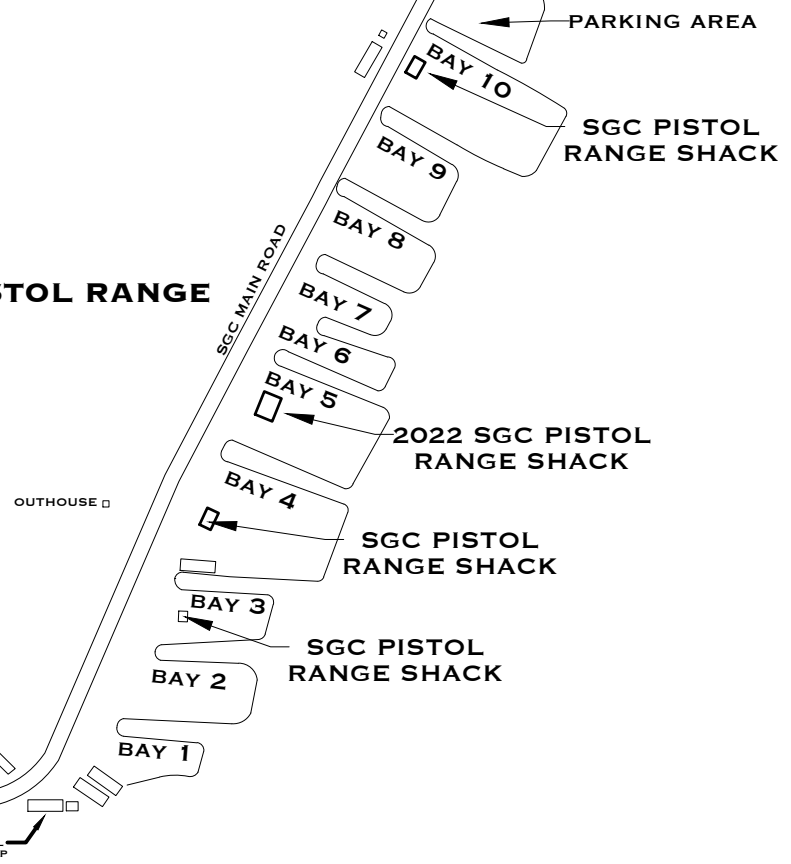 PARKING AREA
BAY 10
SGC PISTOL
RANGE SHACK
BAY 9
BAY 8
SGC MAIN ROAD
TOL RANGE
BAY 7
BAY 6
BAY 5
2022 SGC PISTOL
RANGE SHACK
BAY 4
OUTHOUSE
SGC PISTOL
RANGE SHACK
BAY 3
SGC PISTOL
RANGE SHACK
BAY 2
BAY 1